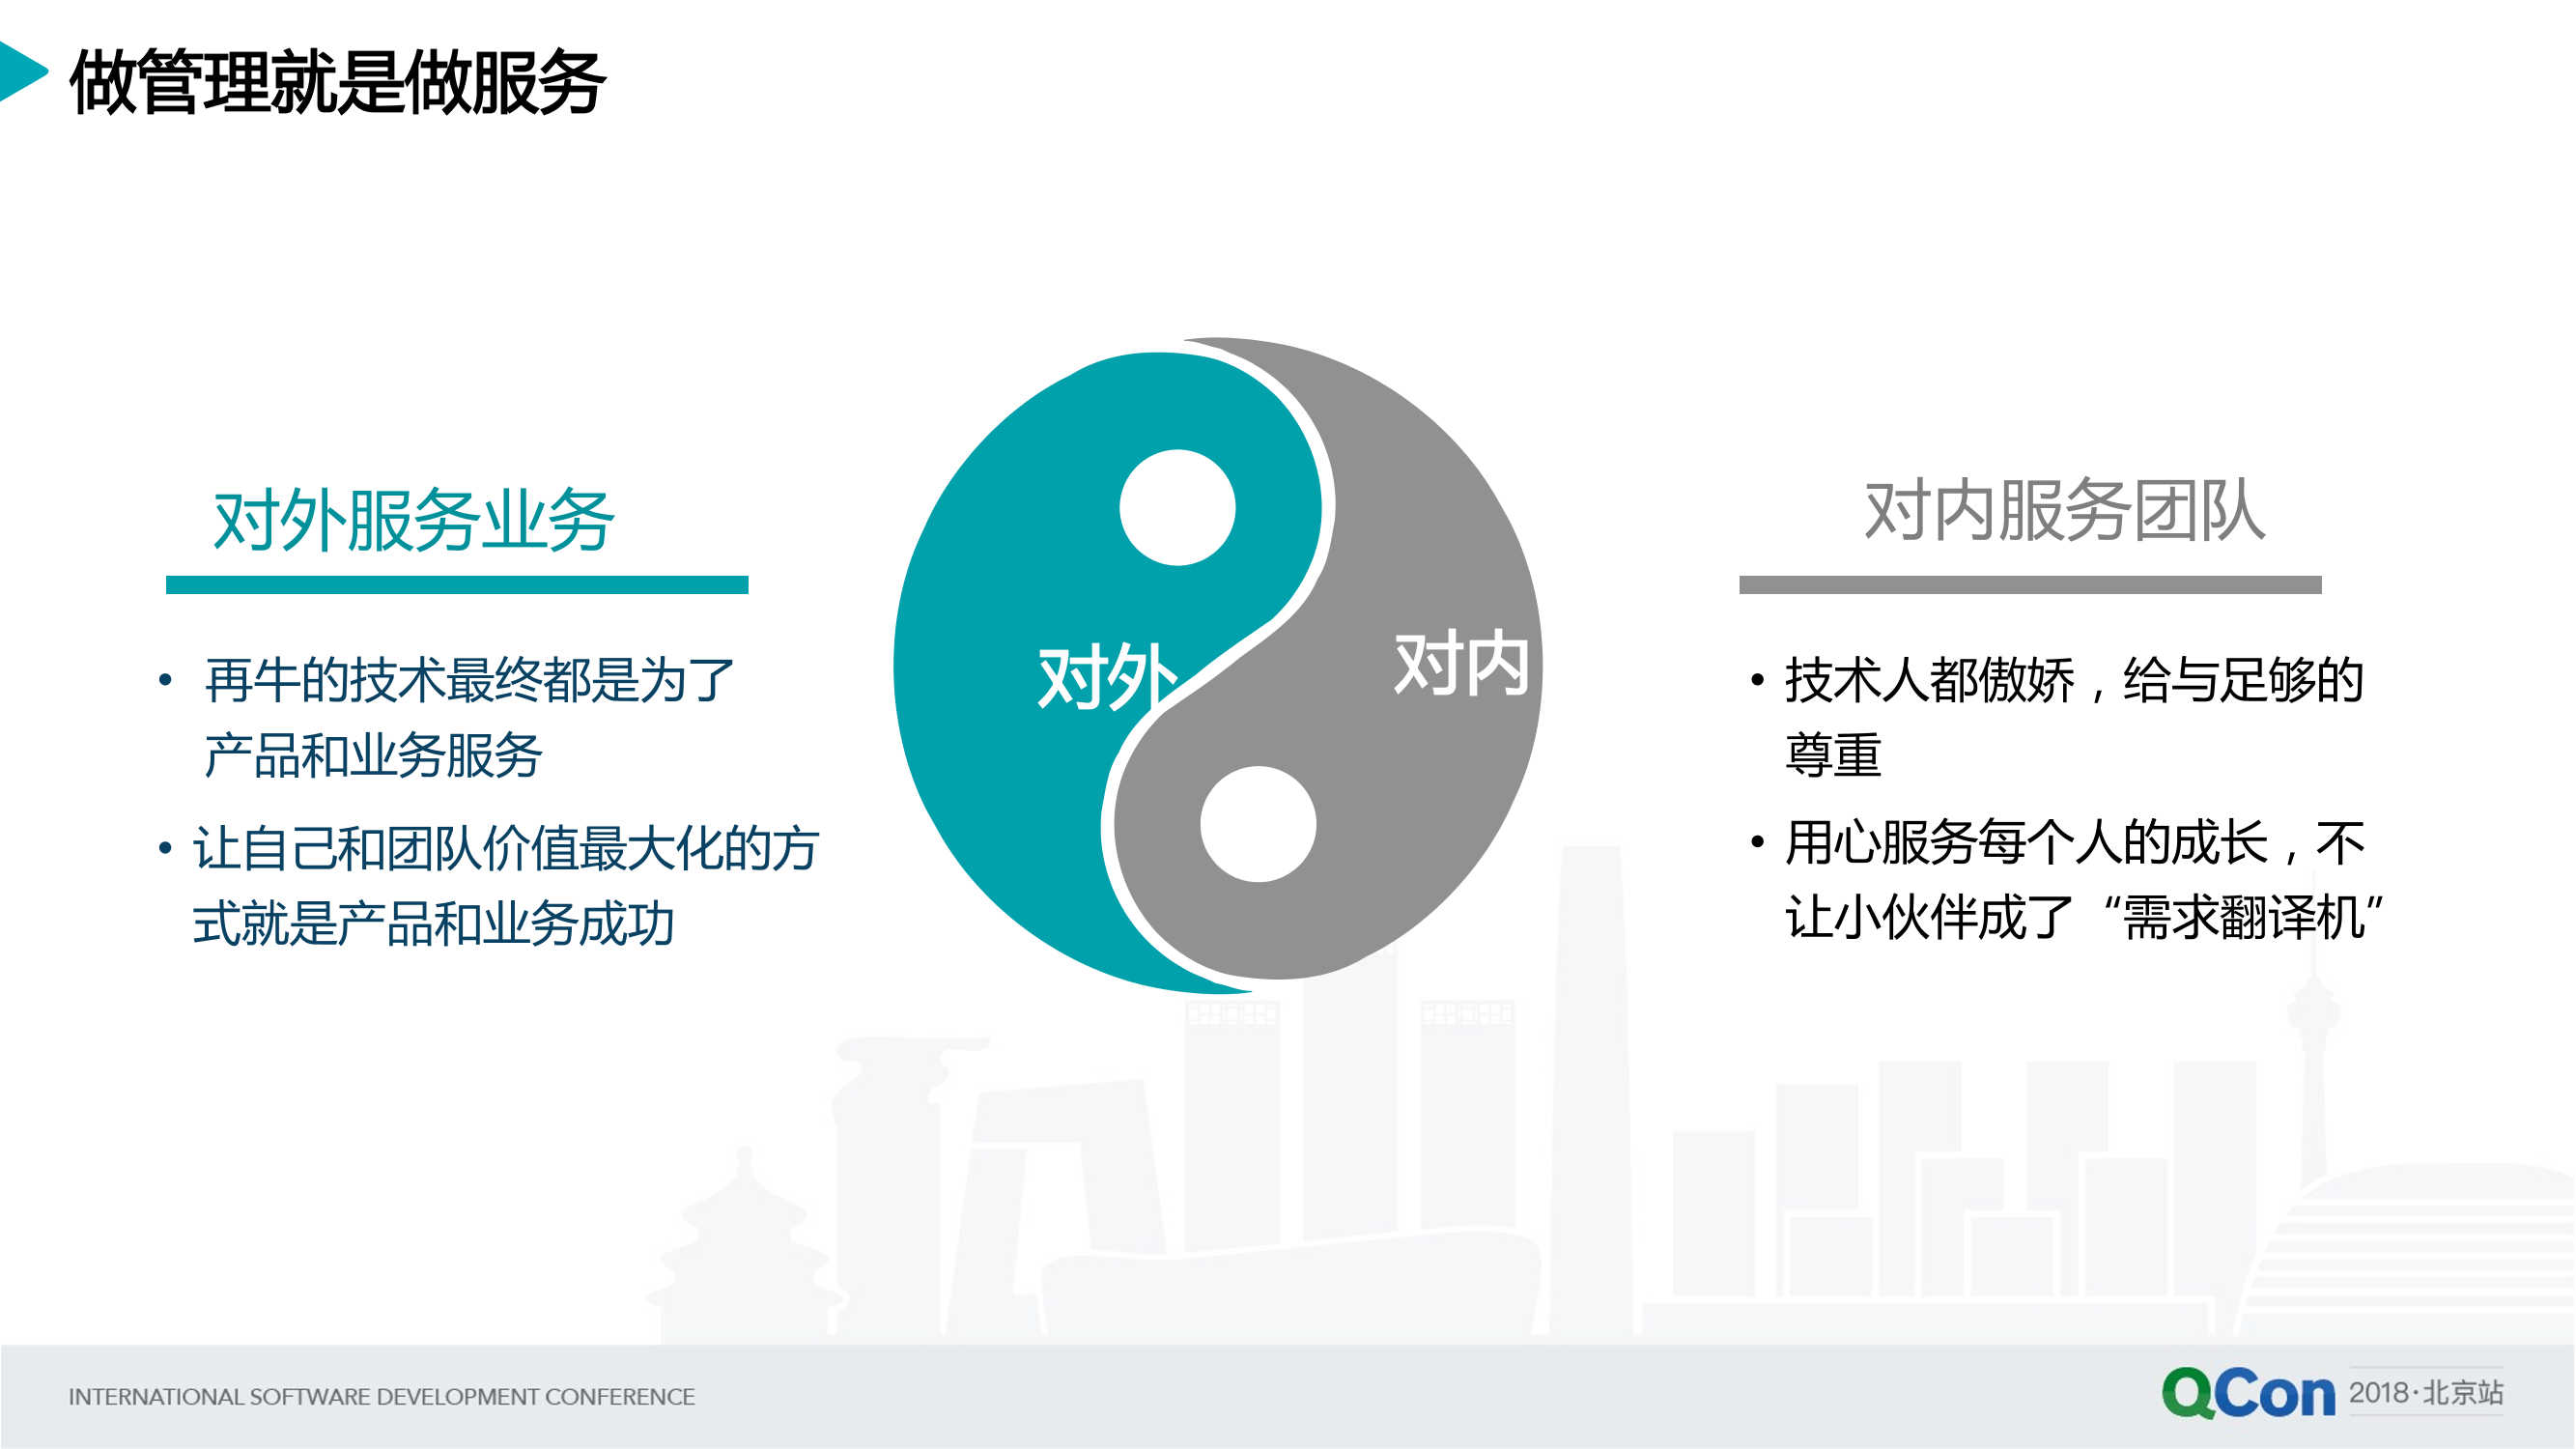 做管理就是做服务
对外服务业务
• 再牛的技术最终都是为了
产品和业务服务
• 让自己和团队价值最大化的方
式就是产品和业务成功
对外
对内
对内服务团队
• 技术人都傲娇，给与足够的
尊重
• 用心服务每个人的成长，不
让小伙伴成了“需求翻译机”
INTERNATIONAL SOFTWARE DEVELOPMENT CONFERENCE
QCon 2018·北京站